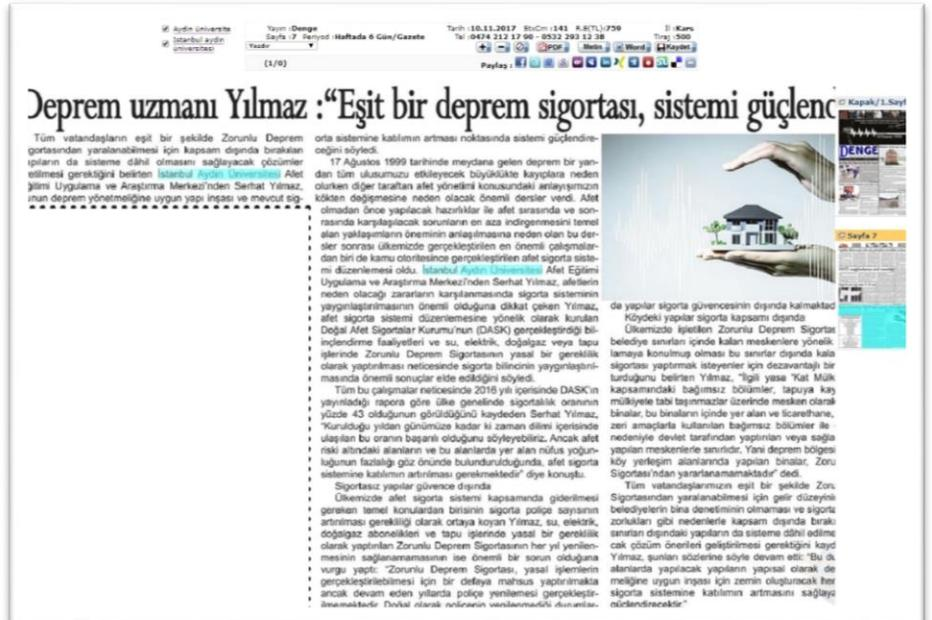 Aydın üniversite
İstanbul aydın
üniversitesi
Yayın :Denge
Sayfa :7 Periyod :Haftada 6 Gün/Gazete
Yazdır
(1/0)
Tarih :10.11.2017 EtxCm :141 R.E(TL):759
Tel :0474 212 17 90 - 0532 293 12 38
İl :Kars
Tiraj :500
PDF Metin Word Kaydet
Paylaş :
Deprem uzmanı Yılmaz :“Eşit bir deprem sigortası, sistemi güçlend
Tüm vatandaşların eşit bir şekilde Zorunlu Deprem
gortasından yaralanabilmesi için kapsam dışında bırakılan
ıpıların da sisteme dâhil olmasını sağlayacak çözümler
etilmesi gerektiğini belirten İstanbul Aydın Üniversitesi Afet
ğitimi Uygulama ve Araştırma Merkezi'nden Serhat Yılmaz,
unun deprem yönetmeliğine uygun yapı inşası ve mevcut sig-
orta sistemine katılımın artması noktasında sistemi güçlendire-
ceğini söyledi.
17 Ağustos 1999 tarihinde meydana gelen deprem bir yan-
dan tüm ulusumuzu etkileyecek büyüklükte kayıplara neden
olurken diğer taraftan afet yönetimi konusundaki anlayışımızın
kökten değişmesine neden olacak önemli dersler verdi. Afet
olmadan önce yapılacak hazırlıklar ile afet sırasında ve son-
rasında karşılaşılacak sorunların en aza indirgenmesini temel
alan yaklaşımların öneminin anlaşılmasına neden olan bu der-
sler sonrası ülkemizde gerçekleştirilen en önemli çalışmalar-
dan biri de kamu otoritesince gerçekleştirilen afet sigorta siste-
mi düzenlemesi oldu. İstanbul Aydın Üniversitesi Afet Eğitimi
Uygulama ve Araştırma Merkezi'nden Serhat Yılmaz, afetlerin
neden olacağı zararların karşılanmasında sigorta sisteminin
yaygınlaştırılmasının önemli olduğuna dikkat çeken Yılmaz,
afet sigorta sistemi düzenlemesine yönelik olarak kurulan
Doğal Afet Sigortalar Kurumu'nun (DASK) gerçekleştirdiği bil-
inçlendirme faaliyetleri ve su, elektrik, doğalgaz veya tapu
işlerinde Zorunlu Deprem Sigortasının yasal bir gereklilik
olarak yaptırılması neticesinde sigorta bilincinin yaygınlaştırıl-
masında önemli sonuçlar elde edildiğini söyledi.
Tüm bu çalışmalar neticesinde 2016 yılı içerisinde DASK'ın
yayınladığı rapora göre ülke genelinde sigortalılık oranının
yüzde 43 olduğunun görüldüğünü kaydeden Serhat Yılmaz,
“Kurulduğu yıldan günümüze kadar ki zaman dilimi içerisinde
ulaşılan bu oranın başarılı olduğunu söyleyebiliriz. Ancak afet
riski altındaki alanların ve bu alanlarda yer alan nüfus yoğun-
luğunun fazlalığı göz önünde bulundurulduğunda, afet sigorta
sistemine katılımın artırılması gerekmektedir” diye konuştu.
Sigortasız yapılar güvence dışında
Ülkemizde afet sigorta sistemi kapsamında giderilmesi
gereken temel konulardan birisinin sigorta poliçe sayısının
artırılması gerekliliği olarak ortaya koyan Yılmaz, su, elektrik,
doğalgaz abonelikleri ve tapu işlerinde yasal bir gereklilik
olarak yaptırılan Zorunlu Deprem Sigortasının her yıl yenilen-
mesinin sağlanamamasının ise önemli bir sorun olduğuna
vurgu yaptı: “Zorunlu Deprem Sigortası, yasal işlemlerin
gerçekleştirilebilmesi için bir defaya mahsus yaptırılmakta
ancak devam eden yıllarda poliçe yenilemesi gerçekleşti-
ilmemektedir. Doğal olarak poliçenin yenilenmediği durumlar-
da yapılar sigorta güvencesinin dışında kalmaktad
Köydeki yapılar sigorta kapsamı dışında
Ülkemizde işletilen Zorunlu Deprem Sigortas
belediye sınırları içinde kalan meskenlere yönelik
lamaya konulmuş olması bu sınırlar dışında kala
sigortası yaptırmak isteyenler için dezavantajlı bir
turduğunu belirten Yılmaz, “İlgili yasa “Kat Mülk
kapsamındaki bağımsız bölümler, tapuya kay
mülkiyete tabi taşınmazlar üzerinde mesken olarak
binalar, bu binaların içinde yer alan ve ticarethane,
zeri amaçlarla kullanılan bağımsız bölümler ile
nedeniyle devlet tarafından yaptırılan veya sağla
yapılan meskenlerle sınırlıdır. Yani deprem bölgesi
köy yerleşim alanlarında yapılan binalar, Zoru
Sigortası'ndan yararlanamamaktadır” dedi.
Tüm vatandaşlarımızın eşit bir şekilde Zoru
Sigortasından yaralanabilmesi için gelir düzeyini
belediyelerin bina denetiminin olmaması ve sigorta
zorlukları gibi nedenlerle kapsam dışında bırakı
sınırları dışındaki yapıların da sisteme dâhil edilme
cak çözüm önerileri geliştirilmesi gerektiğini kayd
Yılmaz, şunları sözlerine söyle devam etti: “Bu du
alanlarda yapılacak yapıların yapısal olarak de
meliğine uygun inşası için zemin oluşturacak her
sigorta sistemine katılımın artmasını sağlaya
güçlendirecektir.”
Kapak/1.Sayf
DENGE
Sayfa 7